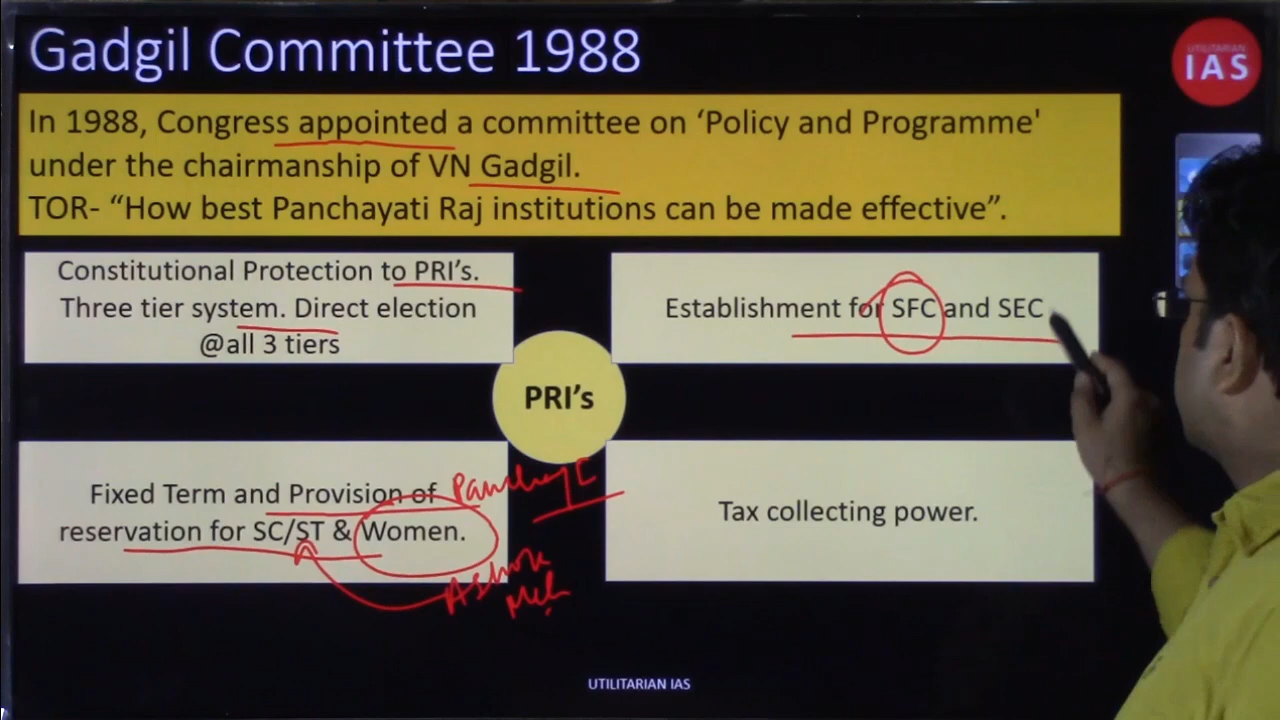 Gadgil Committee 1988
UTILITARIAN
IAS
In 1988, Congress appointed a committee on ‘Policy and Programme'
under the chairmanship of VN Gadgil.
TOR- “How best Panchayati Raj institutions can be made effective”.
Constitutional Protection to PRI’s.
Three tier system. Direct election
@all 3 tiers
Establishment for SFC and SEC
PRI’s
Fixed Term and Provision of
reservation for SC/ST & Women.
Tax collecting power.
Ashok
UTILITARIAN IAS